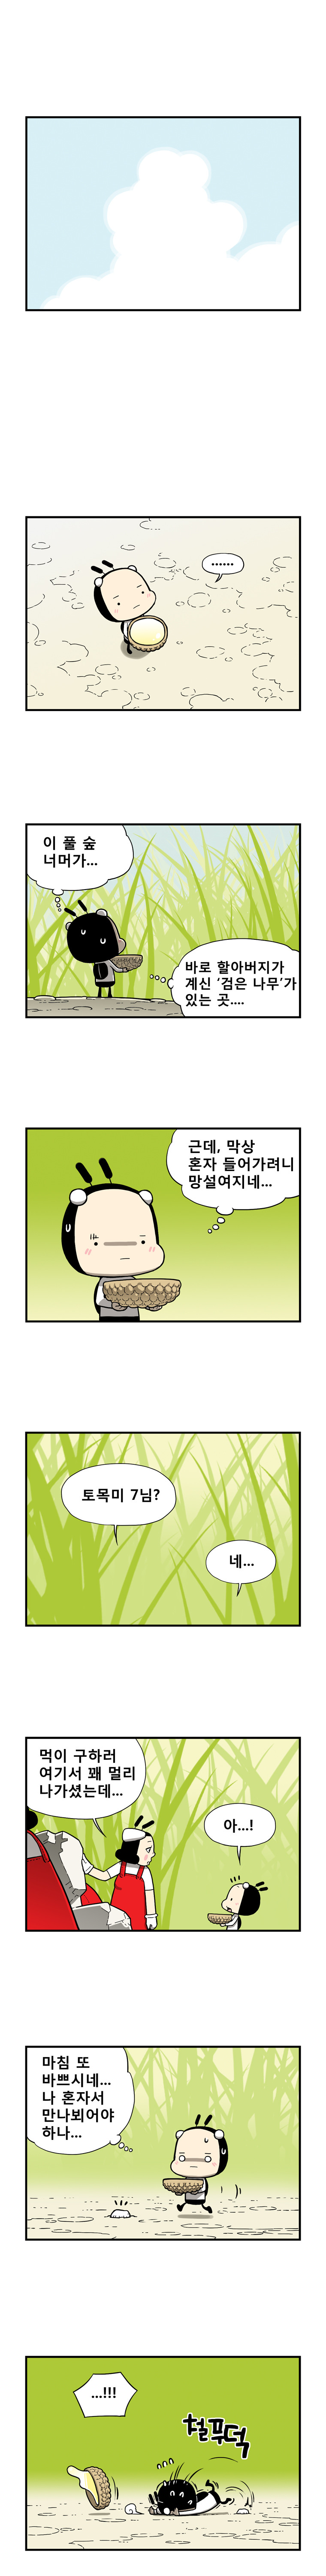 ······
이 풀 숲
너머가...
바로 할아버지가
계신 '검은 나무'가
있는 곳....
근데, 막상
혼자 들어가려니
망설여지네...
토목미 7님?
네...
먹이 구하러
여기서 꽤 멀리
나가셨는데...
아...!
마침 또
바쁘시네...
나 혼자서
만나뵈어야
하나...
...!!!
철푸덕